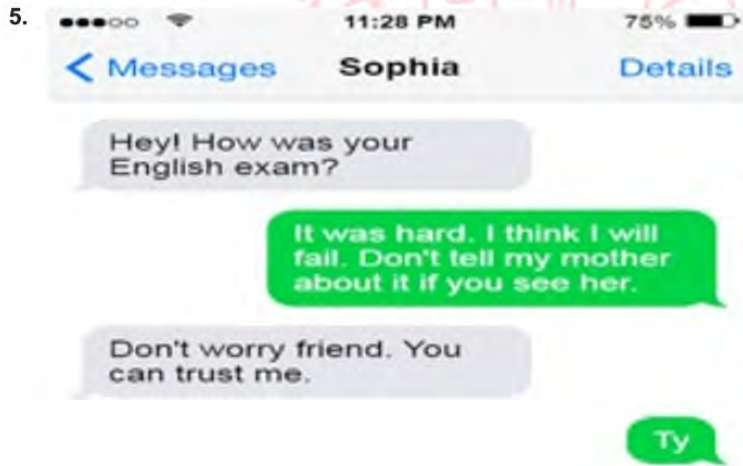 5.
11:28 PM 75%
Messages Sophia Details
Hey! How was your
English exam?
It was hard. I think I will
fail. Don't tell my mother
about it if you see her.
Don't worry friend. You
can trust me.
Ty